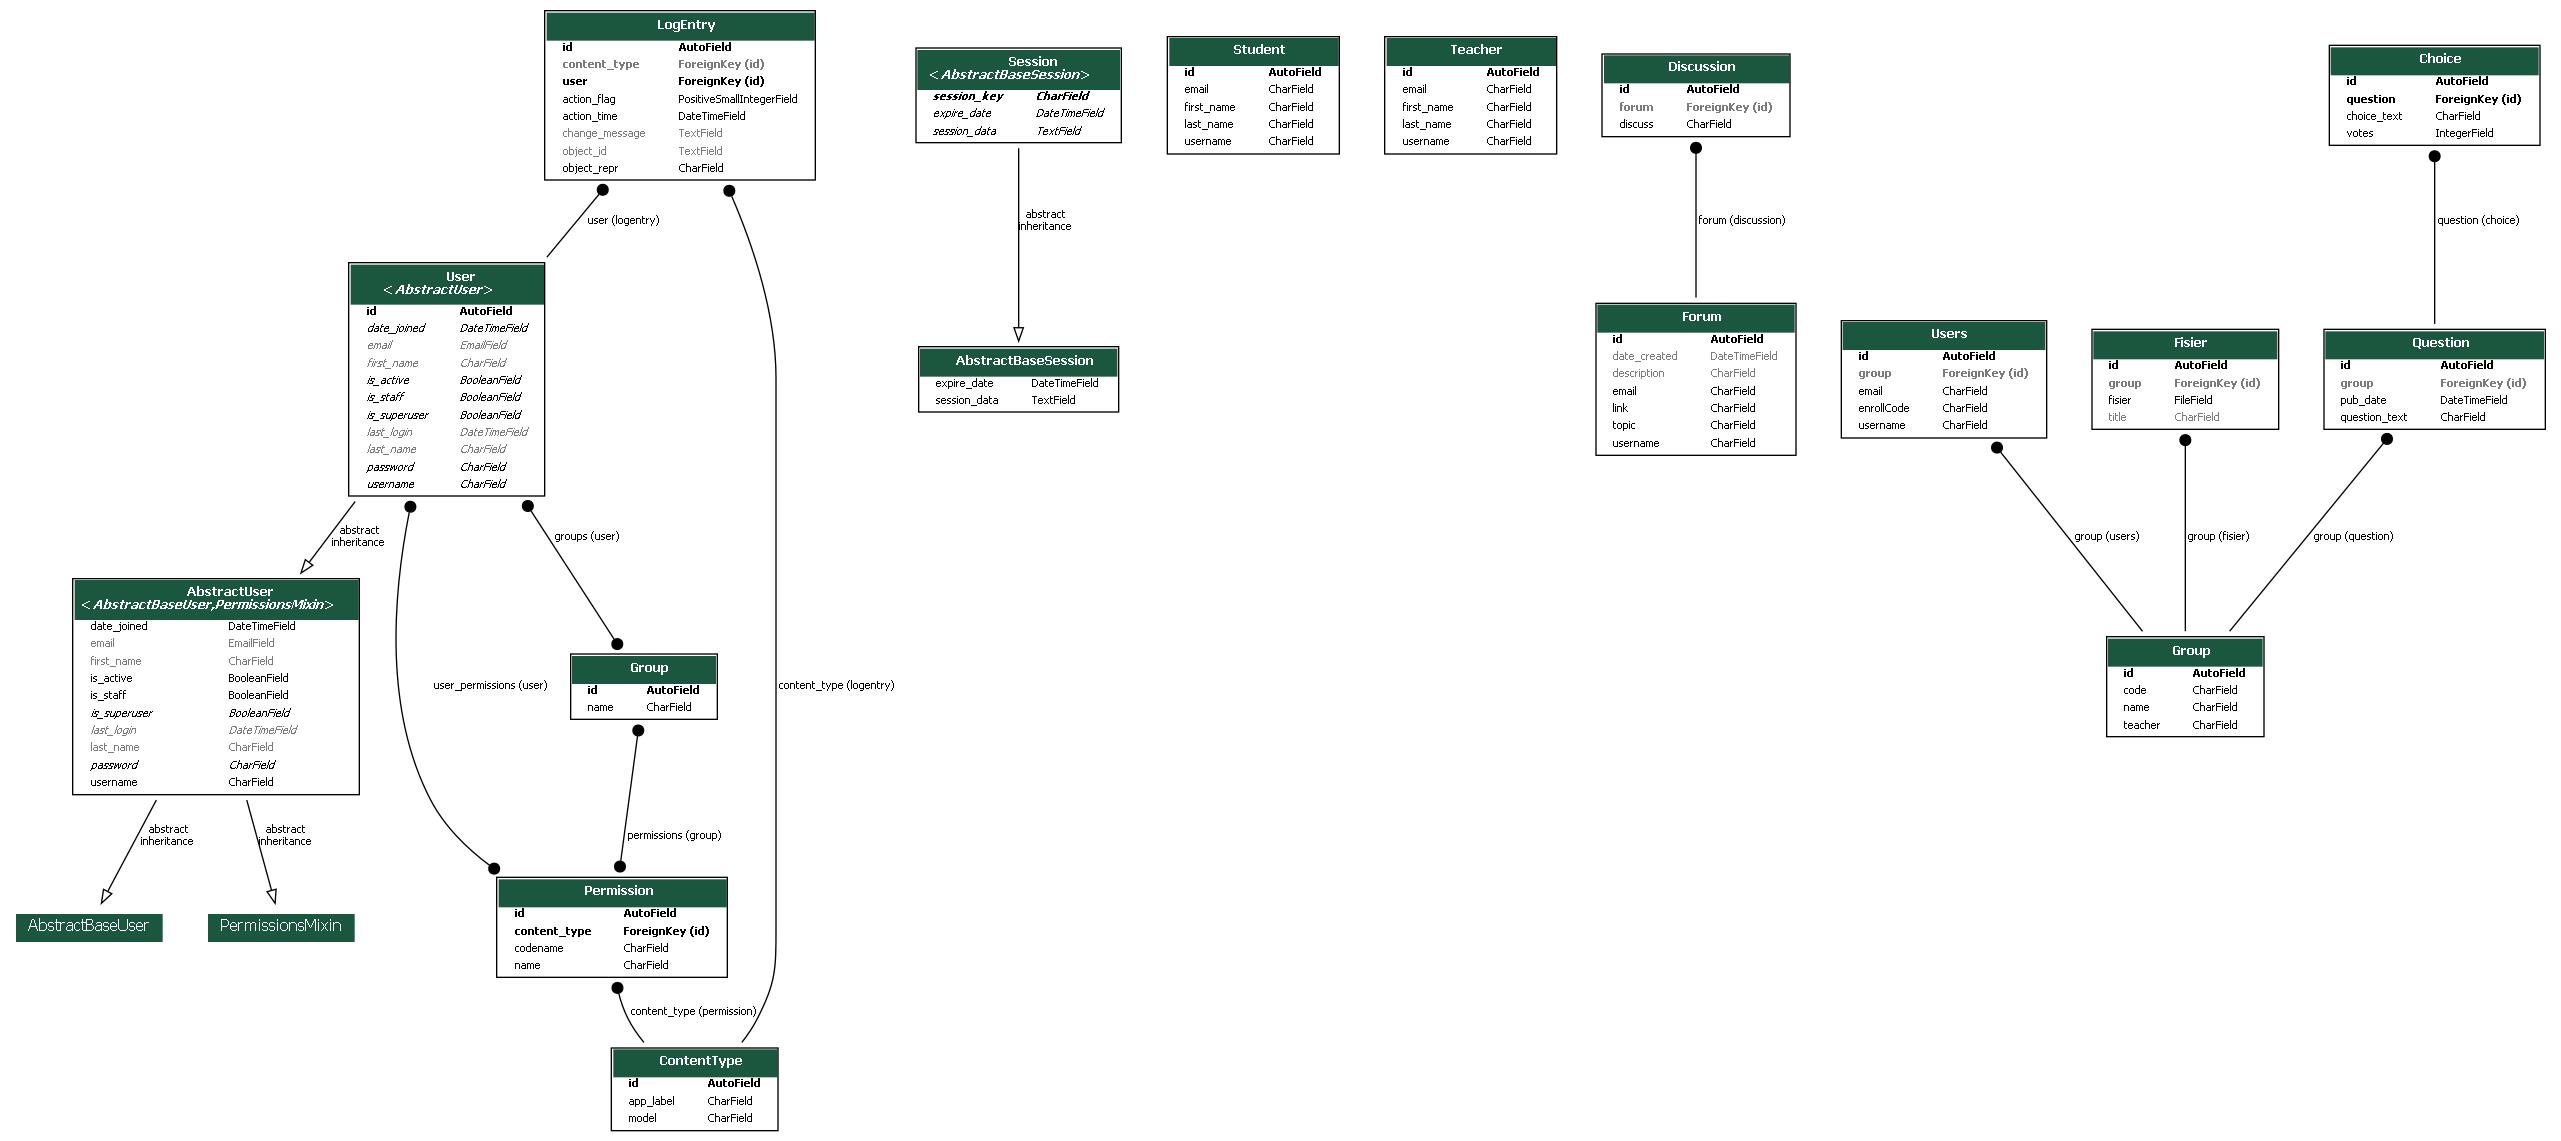 LogEntry
id AutoField
content_type ForeignKey (id)
user ForeignKey (id)
action_flag PositiveSmallIntegerField
action_time DateTimeField
change_message TextField
object_id TextField
object_repr CharField
Session
<AbstractBaseSession>
session_key CharField
expire_date DateTimeField
session_data TextField
Student
id AutoField
email CharField
first_name CharField
last_name CharField
username CharField
Teacher
id AutoField
email CharField
first_name CharField
last_name CharField
username CharField
Discussion
id AutoField
forum ForeignKey (id)
discuss CharField
Choice
id AutoField
question ForeignKey (id)
choice_text CharField
votes IntegerField
user (logentry)
abstract
inheritance
forum (discussion)
question (choice)
User
<AbstractUser>
id AutoField
date_joined DateTimeField
email EmailField
first_name CharField
is_active BooleanField
is_staff BooleanField
is_superuser BooleanField
last_login DateTimeField
last_name CharField
password CharField
username CharField
AbstractBaseSession
expire_date DateTimeField
session_data TextField
Forum
id AutoField
date_created DateTimeField
description CharField
email CharField
link CharField
topic CharField
username CharField
Users
id AutoField
group ForeignKey (id)
email CharField
enrollCode CharField
username CharField
Fisier
id AutoField
group ForeignKey (id)
fisier FileField
title CharField
Question
id AutoField
group ForeignKey (id)
pub_date DateTimeField
question_text CharField
abstract
inheritance
groups (user)
group (users)
group (fisier)
group (question)
AbstractUser
<AbstractBaseUser,PermissionsMixin>
date_joined DateTimeField
email EmailField
first_name CharField
is_active BooleanField
is_staff BooleanField
is_superuser BooleanField
last_login DateTimeField
last_name CharField
password CharField
username CharField
user_permissions (user)
Group
id AutoField
name CharField
content_type (logentry)
Group
id AutoField
code CharField
name CharField
teacher CharField
abstract
inheritance
abstract
inheritance
permissions (group)
AbstractBaseUser
PermissionsMixin
Permission
id AutoField
content_type ForeignKey (id)
codename CharField
name CharField
content_type (permission)
ContentType
id AutoField
app_label CharField
model CharField